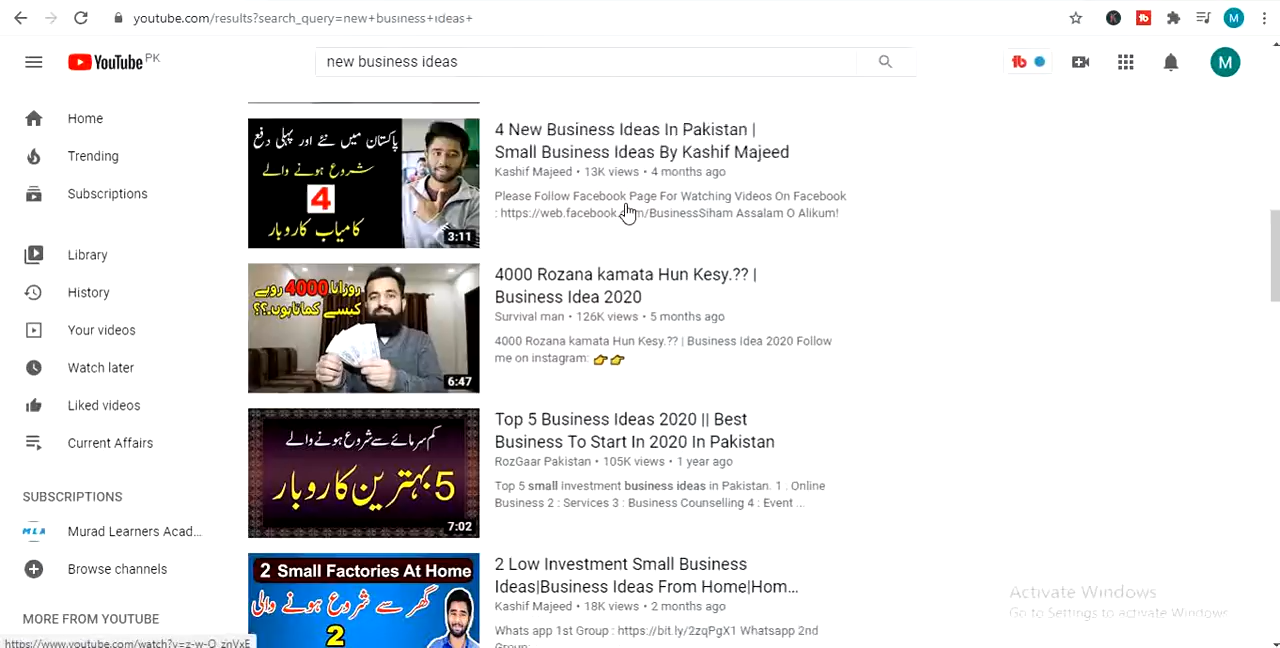 youtube.com/results?search_query=new+business+ideas+
M
YouTube PK
new business ideas
M
Home
Trending
Subscriptions
Library
History
Your videos
Watch later
Liked videos
Current Affairs
SUBSCRIPTIONS
MLA
Murad Learners Acad...
Browse channels
MORE FROM YOUTUBE
https://www.youtube.com/watch?v=z-w-O_zhVxE
پاکستان میں نئے اور پہلی دفع
شروع ہونے والے
4
کامیاب کاروبار
3:11
4 New Business Ideas In Pakistan |
Small Business Ideas By Kashif Majeed
Kashif Majeed • 13K views • 4 months ago
Please Follow Facebook Page For Watching Videos On Facebook
: https://web.facebook. m/BusinessSiham Assalam O Alikum!
روزانا 4000 روپے
کیسے کماتا ہوں.؟؟
6:47
4000 Rozana kamata Hun Kesy.?? |
Business Idea 2020
Survival man • 126K views • 5 months ago
4000 Rozana kamata Hun Kesy.?? | Business idea 2020 Follow
me on instagram: 👉 👉
کم سرمائے سے شروع ہونے والے
5 بہترین کاروبار
7:02
Top 5 Business Ideas 2020 || Best
Business To Start In 2020 In Pakistan
RozGaar Pakistan • 105K views • 1 year ago
Top 5 small investment business ideas in Pakistan. 1 . Online
Business 2 : Services 3 : Business Counselling 4 : Event ...
2 Small Factories At Home
گھر سے شروع ہونے والی
2
2 Low Investment Small Business
Ideas|Business Ideas From Home|Hom...
Kashif Majeed • 18K views • 2 months ago
Whats app 1st Group : https://bit.ly/2zqPgX1 Whatsapp 2nd
Group:
Activate Windows
Go to Settings to activate Windows.